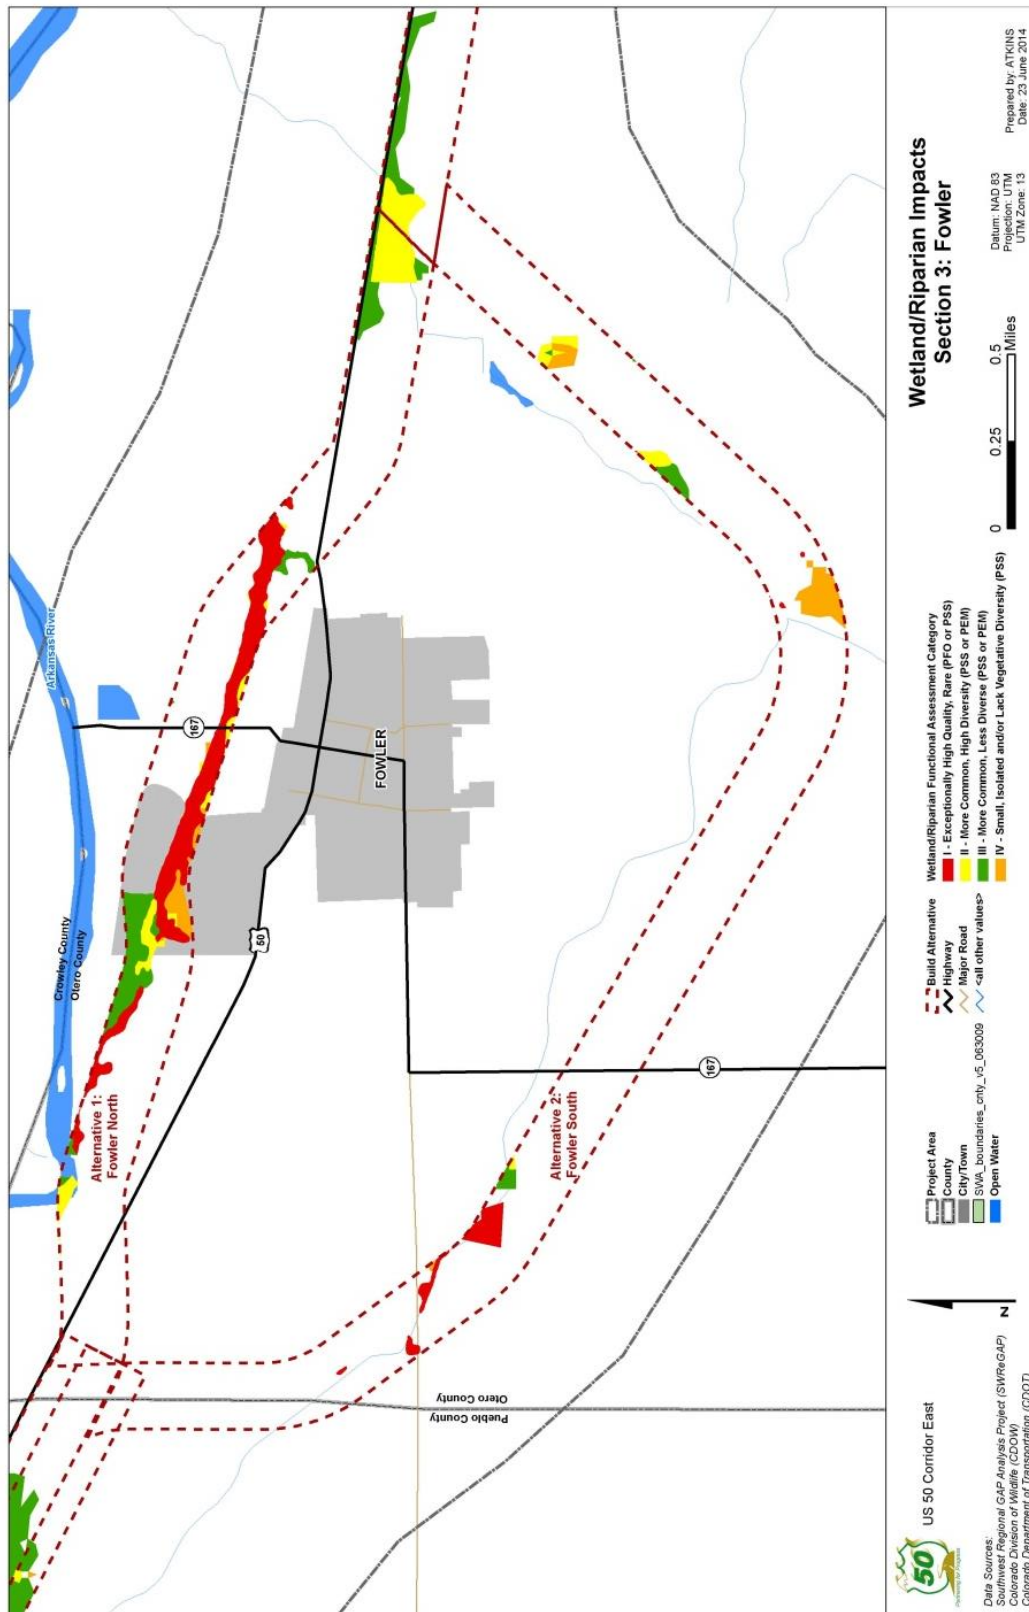 Arkansas River
Crowley County
Otero County
167
50
FOWLER
Alternative 1:
Fowler North
Alternative 2:
Fowler South
167
Pueblo County
Otero County
50
Partnering for Progress
US 50 Corridor East
Data Sources:
Southwest Regional GAP Analysis Project (SWReGAP)
Colorado Division of Wildlife (CDOW)
Colorado Department of Transportation (CDOT)
N
Project Area
County
City/Town
SWA_boundaries_cnty_v5_063009
Open Water
Build Alternative
Highway
Major Road
<all other values>
Wetland/Riparian Functional Assessment Category
I - Exceptionally High Quality, Rare (PFO or PSS)
II - More Common, High Diversity (PSS or PEM)
III - More Common, Less Diverse (PSS or PEM)
IV - Small, Isolated and/or Lack Vegetative Diversity (PSS)
Wetland/Riparian Impacts
Section 3: Fowler
0 0.25 0.5
Miles
Datum: NAD 83
Projection: UTM
UTM Zone: 13
Prepared by: ATKINS
Date: 23 June 2014